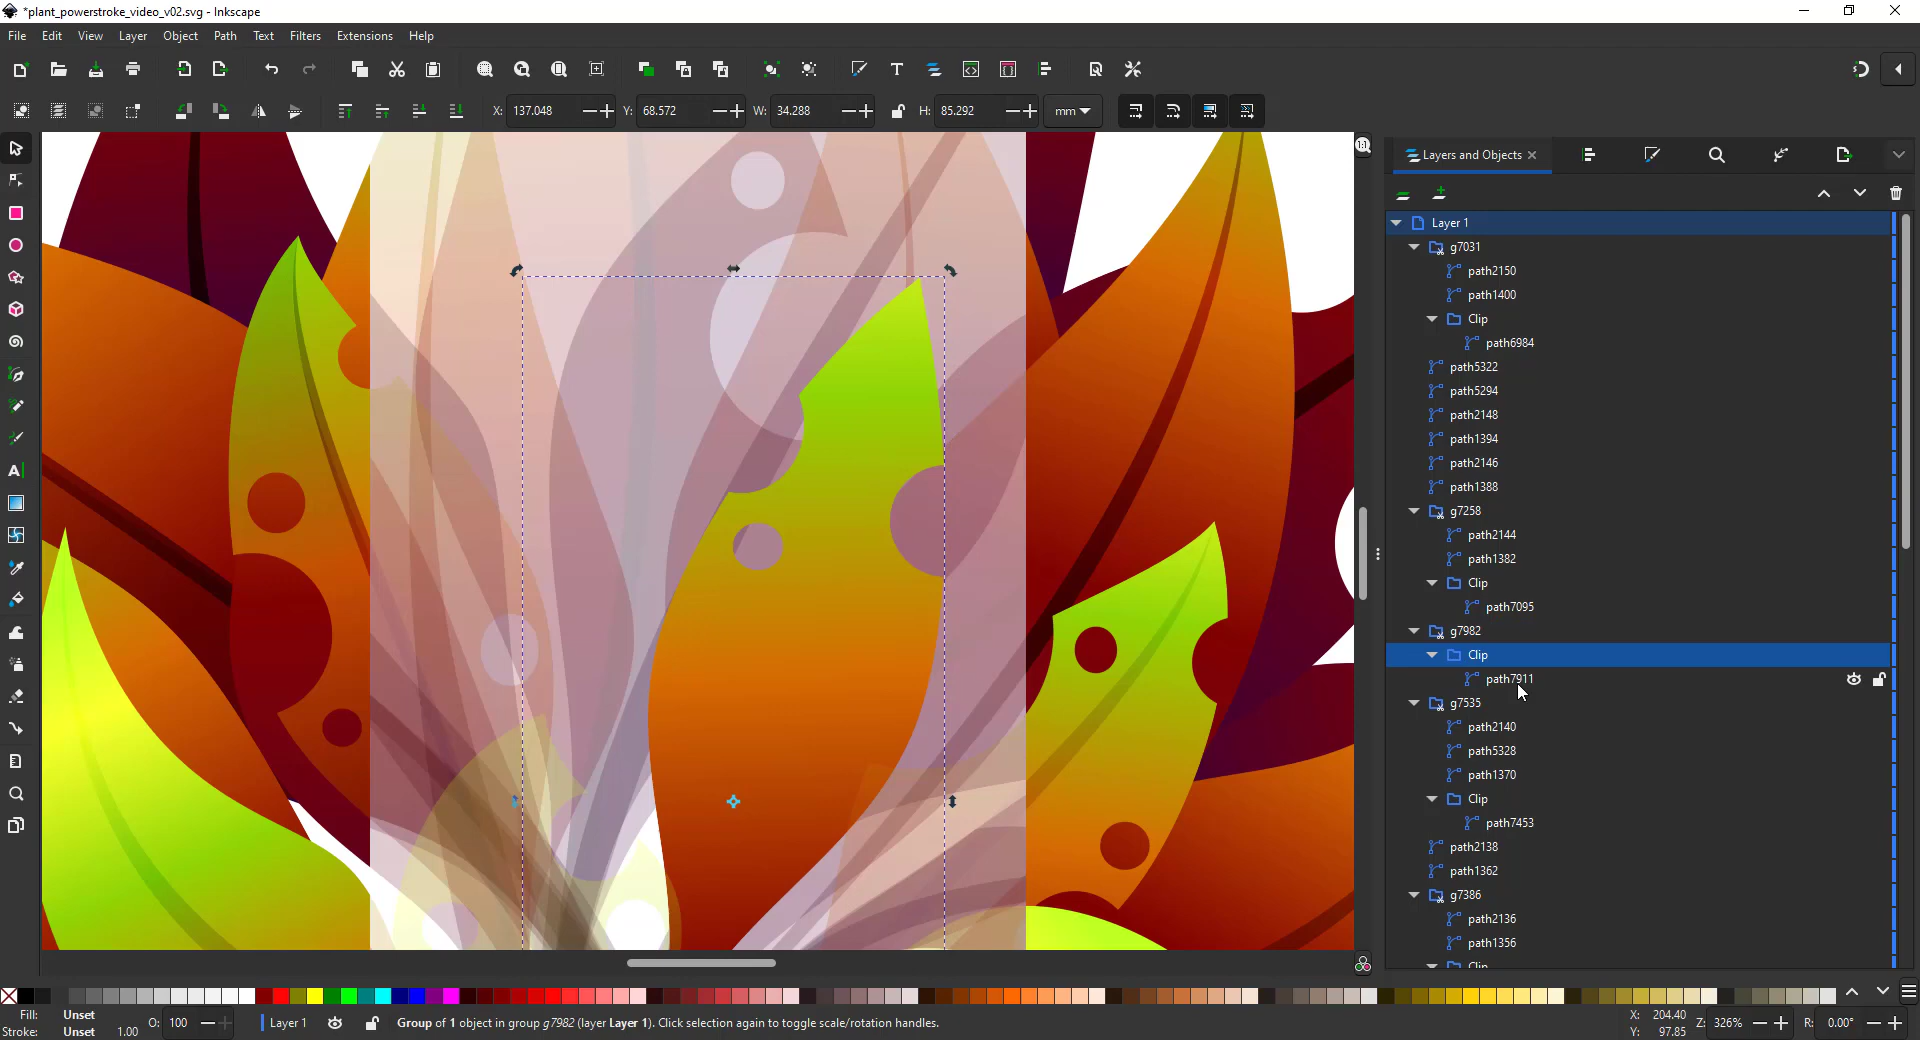 *plant_powerstroke_video_v02.svg - Inkscape
File Edit View Layer Object Path Text Filters Extensions Help
X: 137.048 Y: 68.572 W: 34.288 H: 85.292 mm
1:1
Layers and Objects
Layer 1
g7031
path2150
path1400
Clip
path6984
path5322
path5294
path2148
path1394
path2146
path1388
g7258
path2144
path1382
Clip
path7095
g7982
Clip
path7911
g7535
path2140
path5328
path1370
Clip
path7453
path2138
path1362
g7386
path2136
path1356
Clip
Fill: Unset
Stroke: Unset 1.00
O: 100
Layer 1
Group of 1 object in group g7982 (layer Layer 1). Click selection again to toggle scale/rotation handles.
X: 204.40
Y: 97.85
Z: 326%
R: 0.00°